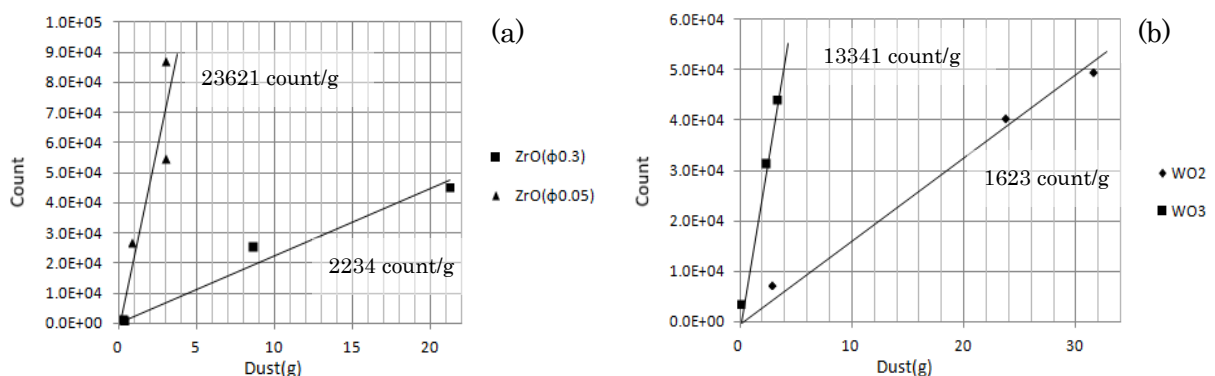 (a)
1.0E+05
9.0E+04
8.0E+04
7.0E+04
6.0E+04
5.0E+04
4.0E+04
3.0E+04
2.0E+04
1.0E+04
0.0E+00
Count
23621 count/g
2234 count/g
0 5 10 15 20
Dust(g)
ZrO(ϕ0.3)
ZrO(ϕ0.05)
(b)
6.0E+04
5.0E+04
4.0E+04
3.0E+04
2.0E+04
1.0E+04
0.0E+00
Count
13341 count/g
1623 count/g
0 10 20 30
Dust(g)
WO2
WO3